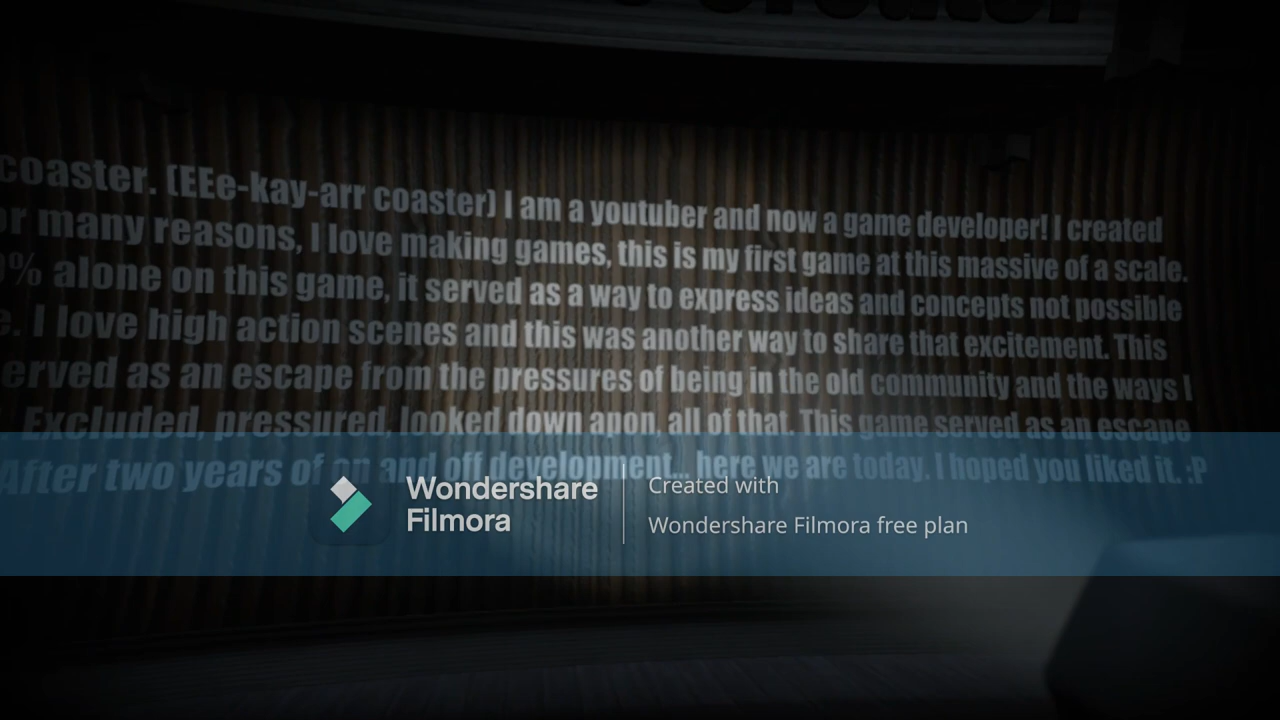 Creator
coaster. (EEe-kay-arr coaster) I am a youtuber and now a game developer! I created
or many reasons, I love making games, this is my first game at this massive of a scale.
0% alone on this game, it served as a way to express ideas and concepts not possible
e. I love high action scenes and this was another way to share that excitement. This
erved as an escape from the pressures of being in the old community and the ways I
Excluded, pressured, looked down apon, all of that. This game served as an escape
After two years of on and off development... here we are today. I hoped you liked it. :P
Wondershare
Filmora
Created with
Wondershare Filmora free plan